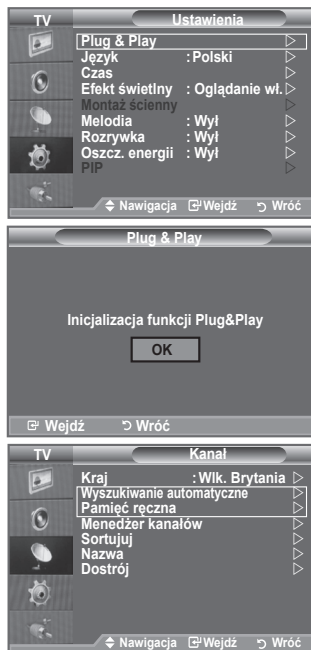 TV Ustawienia
Plug & Play
Język : Polski
Czas
Efekt świetlny : Oglądanie wł.
Montaż ścienny
Melodia : Wył
Rozrywka : Wył
Oszcz. energii : Wył
PIP
Nawigacja Wejdź Wróć
Plug & Play
Inicjalizacja funkcji Plug&Play
OK
Wejdź Wróć
TV Kanał
Kraj : Wlk. Brytania
Wyszukiwanie automatyczne
Pamięć ręczna
Menedżer kanałów
Sortujuj
Nazwa
Dostrój
Nawigacja Wejdź Wróć